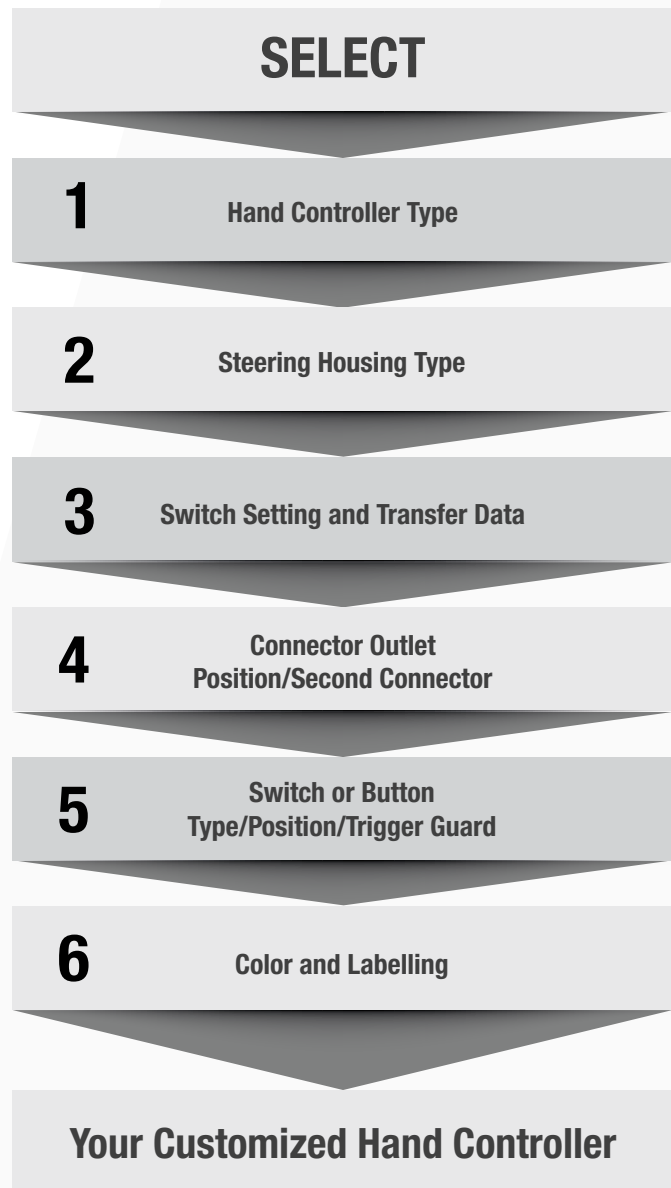 SELECT
1
Hand Controller Type
2
Steering Housing Type
3
Switch Setting and Transfer Data
4
Connector Outlet
Position/Second Connector
5
Switch or Button
Type/Position/Trigger Guard
6
Color and Labelling
Your Customized Hand Controller